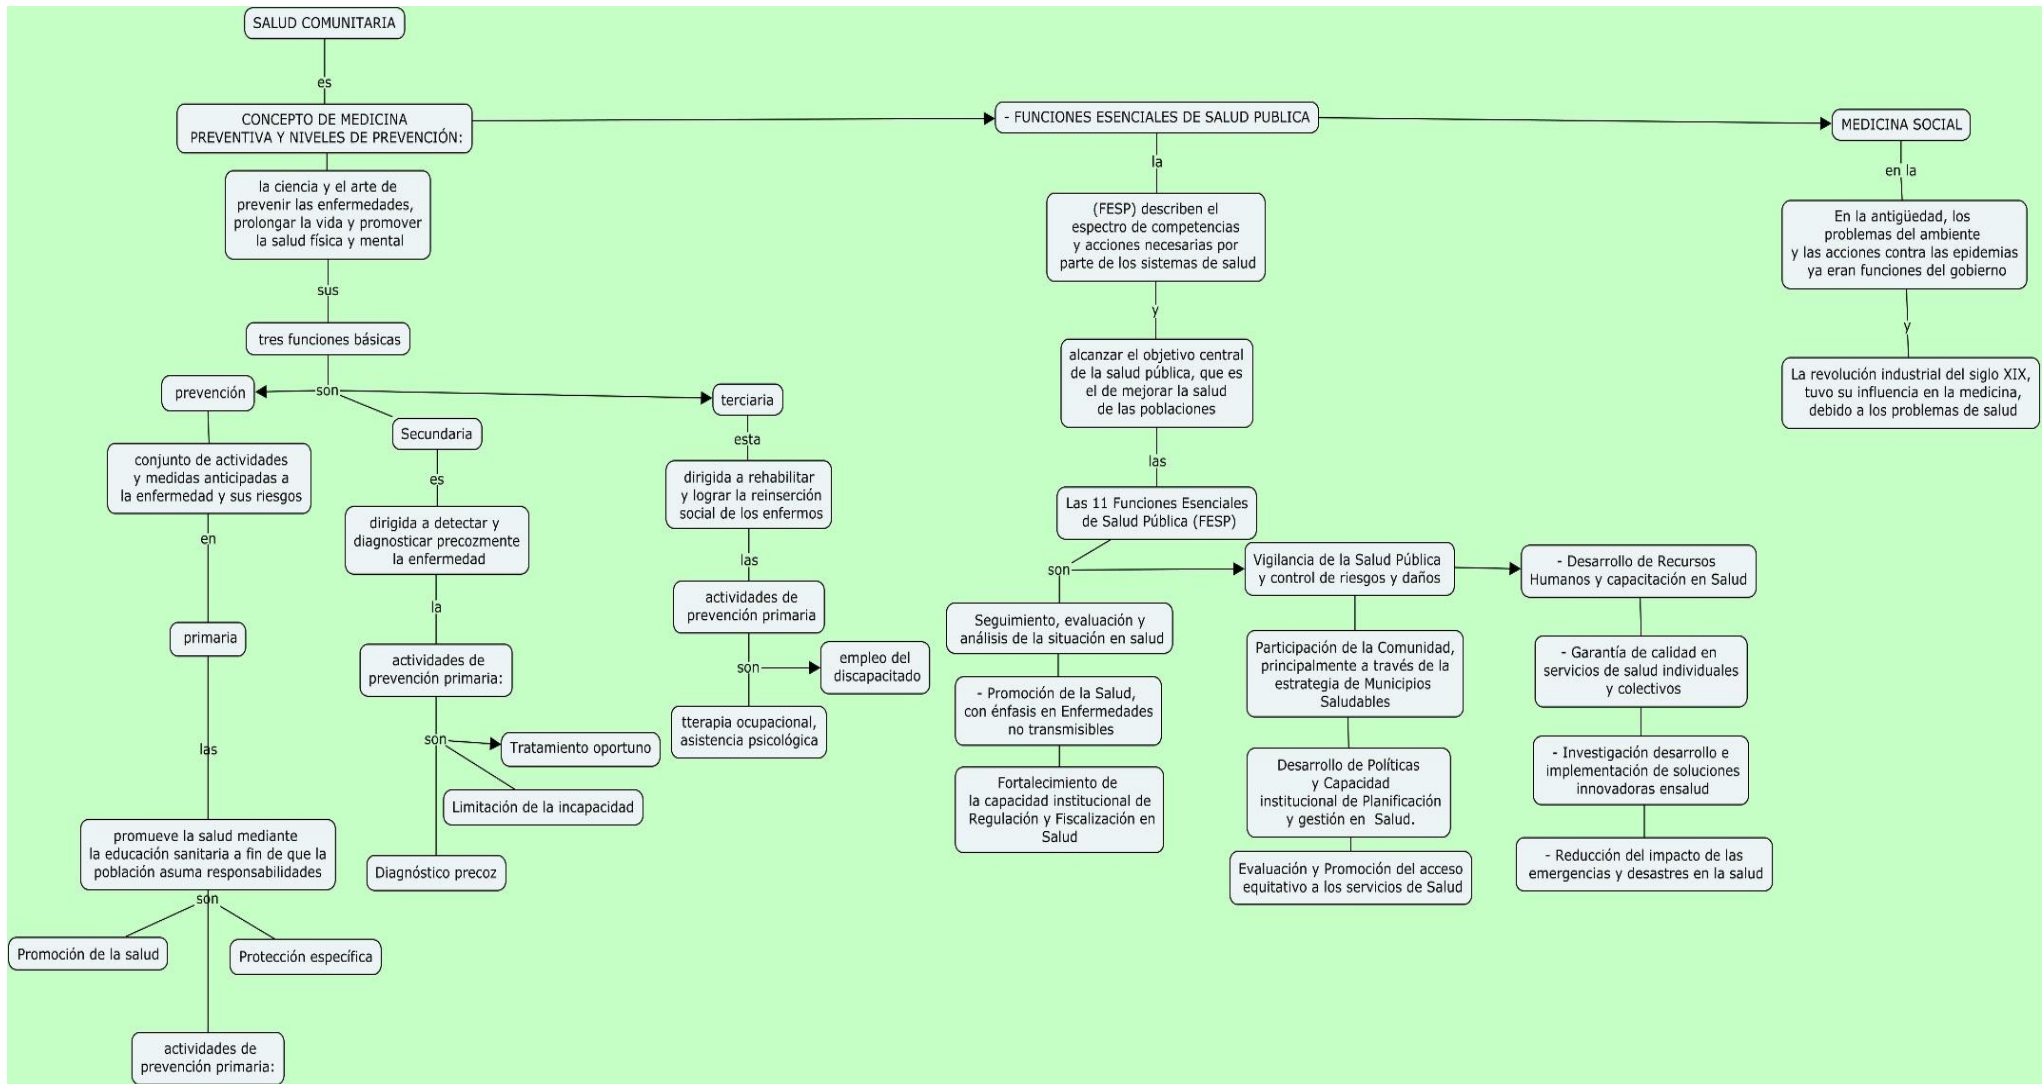 SALUD COMUNITARIA
es
CONCEPTO DE MEDICINA
PREVENTIVA Y NIVELES DE PREVENCIÓN:
la ciencia y el arte de
prevenir las enfermedades,
prolongar la vida y promover
la salud física y mental
sus
tres funciones básicas
son
prevención
conjunto de actividades
y medidas anticipadas a
la enfermedad y sus riesgos
en
primaria
las
promueve la salud mediante
la educación sanitaria a fin de que la
población asuma responsabilidades
son
Promoción de la salud
Protección específica
actividades de
prevención primaria:
Secundaria
es
dirigida a detectar y
diagnosticar precozmente
la enfermedad
la
actividades de
prevención primaria:
son
Tratamiento oportuno
Limitación de la incapacidad
Diagnóstico precoz
terciaria
esta
dirigida a rehabilitar
y lograr la reinserción
social de los enfermos
las
actividades de
prevención primaria
son
empleo del
discapacitado
tterapia ocupacional,
asistencia psicológica
- FUNCIONES ESENCIALES DE SALUD PUBLICA
la
(FESP) describen el
espectro de competencias
y acciones necesarias por
parte de los sistemas de salud
y
alcanzar el objetivo central
de la salud pública, que es
el de mejorar la salud
de las poblaciones
las
Las 11 Funciones Esenciales
de Salud Pública (FESP)
son
Seguimiento, evaluación y
análisis de la situación en salud
- Promoción de la Salud,
con énfasis en Enfermedades
no transmisibles
Fortalecimiento de
la capacidad institucional de
Regulación y Fiscalización en
Salud
Vigilancia de la Salud Pública
y control de riesgos y daños
Participación de la Comunidad,
principalmente a través de la
estrategia de Municipios
Saludables
Desarrollo de Políticas
y Capacidad
institucional de Planificación
y gestión en Salud.
Evaluación y Promoción del acceso
equitativo a los servicios de Salud
- Desarrollo de Recursos
Humanos y capacitación en Salud
- Garantía de calidad en
servicios de salud individuales
y colectivos
- Investigación desarrollo e
implementación de soluciones
innovadoras ensalud
- Reducción del impacto de las
emergencias y desastres en la salud
MEDICINA SOCIAL
en la
En la antigüedad, los
problemas del ambiente
y las acciones contra las epidemias
ya eran funciones del gobierno
y
La revolución industrial del siglo XIX,
tuvo su influencia en la medicina,
debido a los problemas de salud